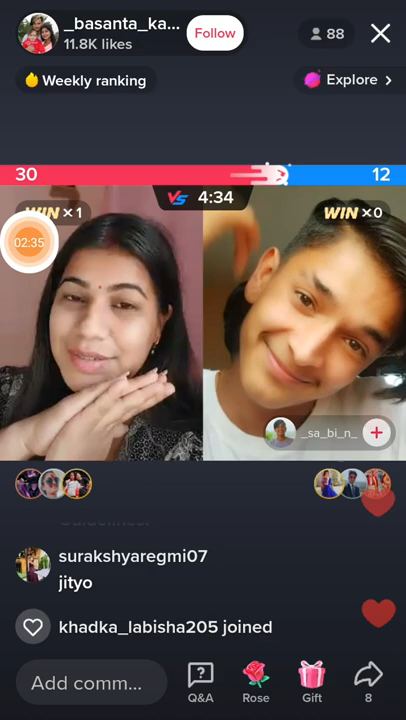 _basanta_ka...
11.8K likes
Follow
88
Weekly ranking
Explore
30
12
VS 4:34
WIN ×1
WIN ×0
02:35
_sa_bi_n_
surakshyaregmi07
jityo
khadka_labisha205 joined
Add comm...
Q&A
Rose
Gift
8